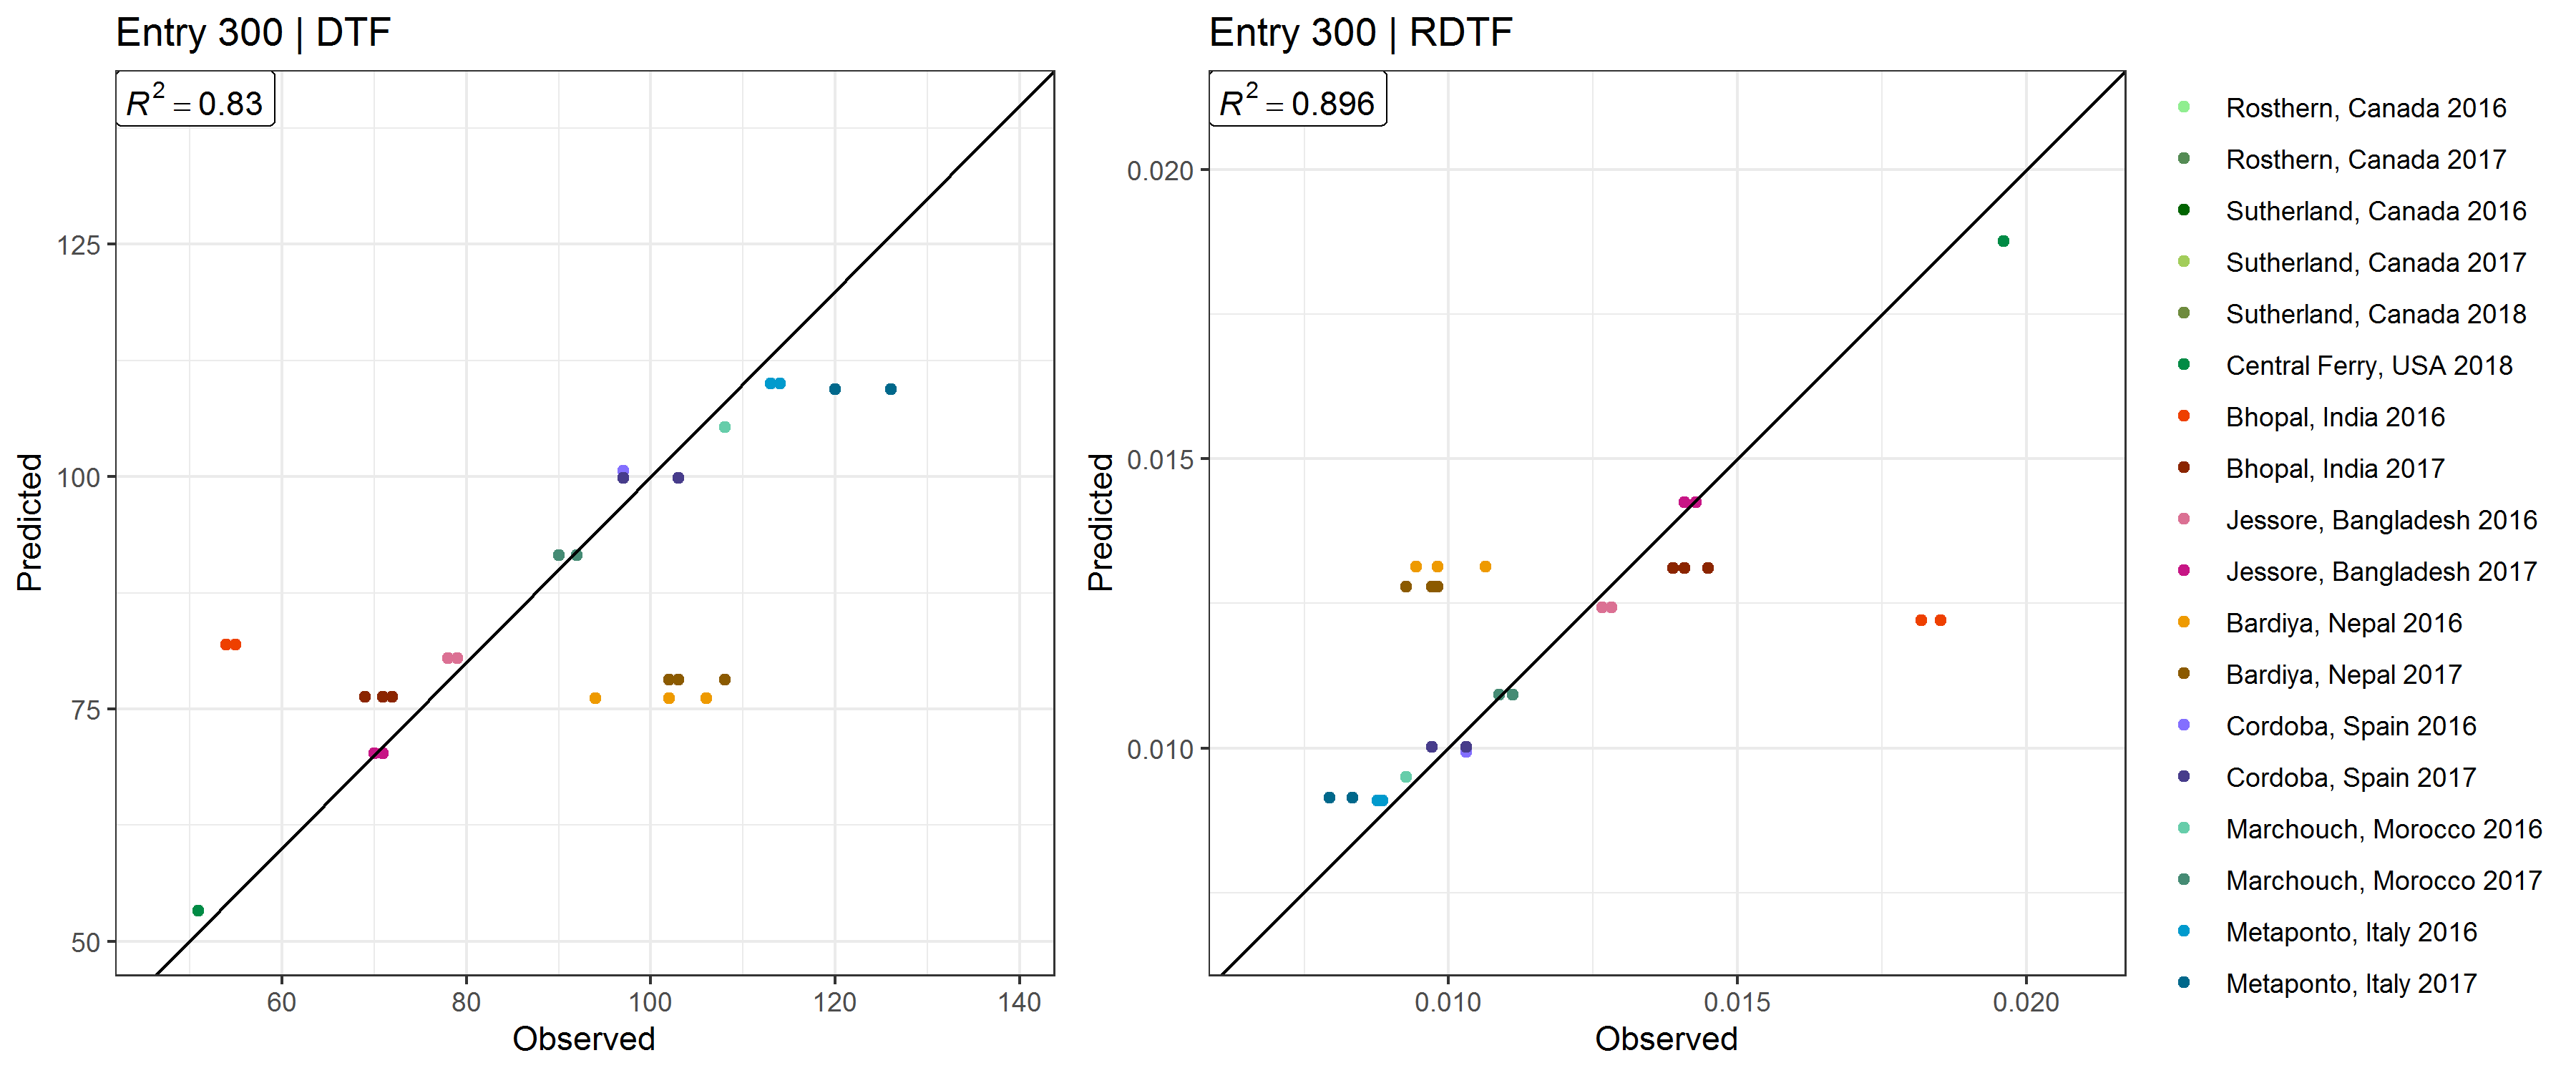 Entry 300 | DTF
R² = 0.83
125
100
75
50
60 80 100 120 140
Observed
Predicted
Entry 300 | RDTF
R² = 0.896
0.020
0.015
0.010
0.010 0.015 0.020
Observed
Predicted
Rosthern, Canada 2016
Rosthern, Canada 2017
Sutherland, Canada 2016
Sutherland, Canada 2017
Sutherland, Canada 2018
Central Ferry, USA 2018
Bhopal, India 2016
Bhopal, India 2017
Jessore, Bangladesh 2016
Jessore, Bangladesh 2017
Bardiya, Nepal 2016
Bardiya, Nepal 2017
Cordoba, Spain 2016
Cordoba, Spain 2017
Marchouch, Morocco 2016
Marchouch, Morocco 2017
Metaponto, Italy 2016
Metaponto, Italy 2017